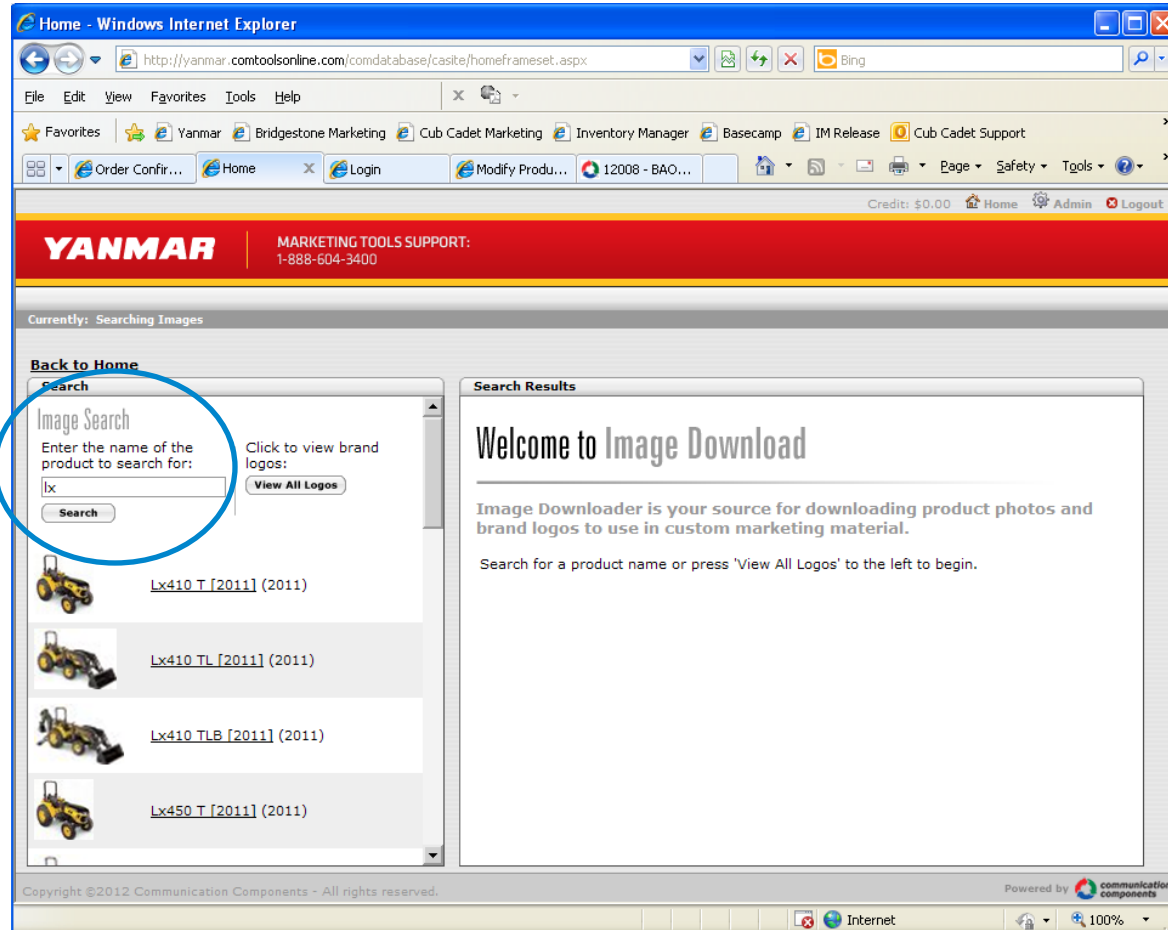 Home - Windows Internet Explorer
http://yanmar.comtoolsonline.com/comdatabase/casite/homeframeset.aspx Bing
File Edit View Favorites Tools Help X
Favorites Yanmar Bridgestone Marketing Cub Cadet Marketing Inventory Manager Basecamp IM Release Cub Cadet Support
Order Confir... Home X Login Modify Produ... 12008 - BAO... Page Safety Tools
Credit: $0.00 Home Admin Logout
YANMAR
MARKETING TOOLS SUPPORT:
1-888-604-3400
Currently: Searching Images
Back to Home
Search
Image Search
Enter the name of the
product to search for:
lx
Search
Click to view brand
logos:
View All Logos
Lx410 T [2011] (2011)
Lx410 TL [2011] (2011)
Lx410 TLB [2011] (2011)
Lx450 T [2011] (2011)
Search Results
Welcome to Image Download
Image Downloader is your source for downloading product photos and
brand logos to use in custom marketing material.
Search for a product name or press 'View All Logos' to the left to begin.
Copyright ©2012 Communication Components - All rights reserved.
Powered by communication
components
Internet 100%